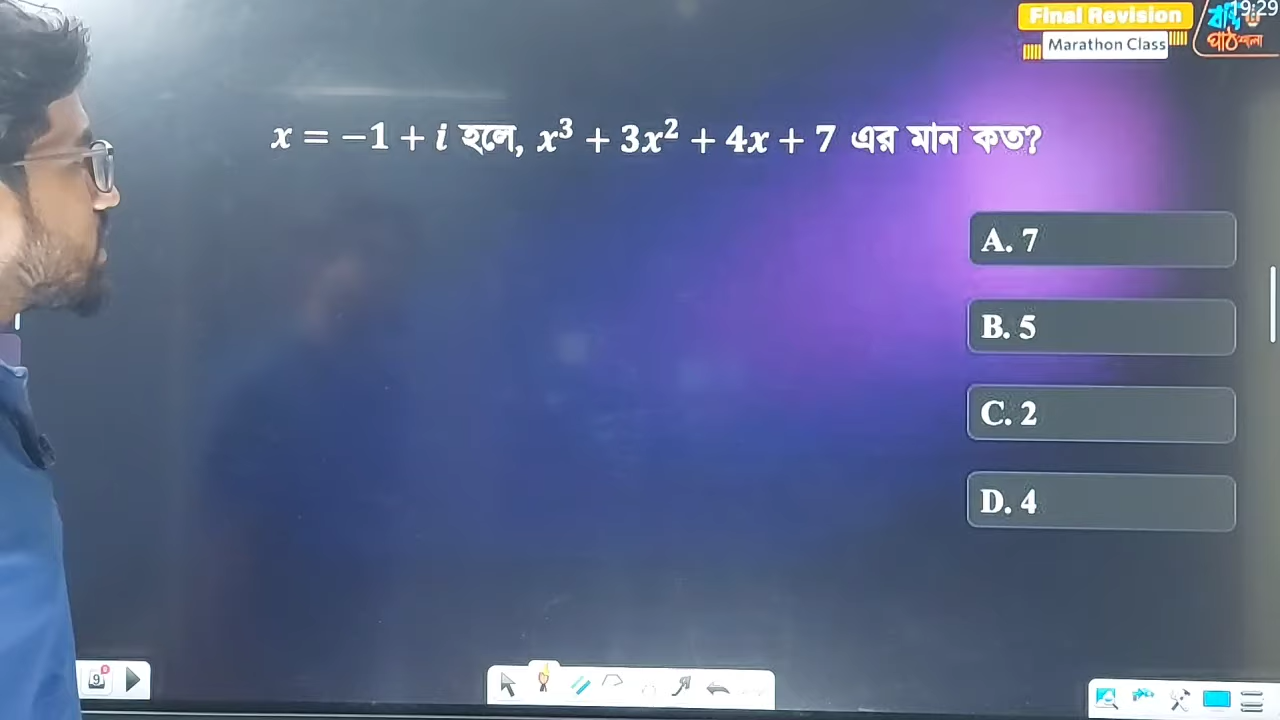 19:29
Final Revision
Marathon Class
পাঠশালা
x = −1 + i হলে, x³ + 3x² + 4x + 7 এর মান কত?
A. 7
B. 5
C. 2
D. 4
9